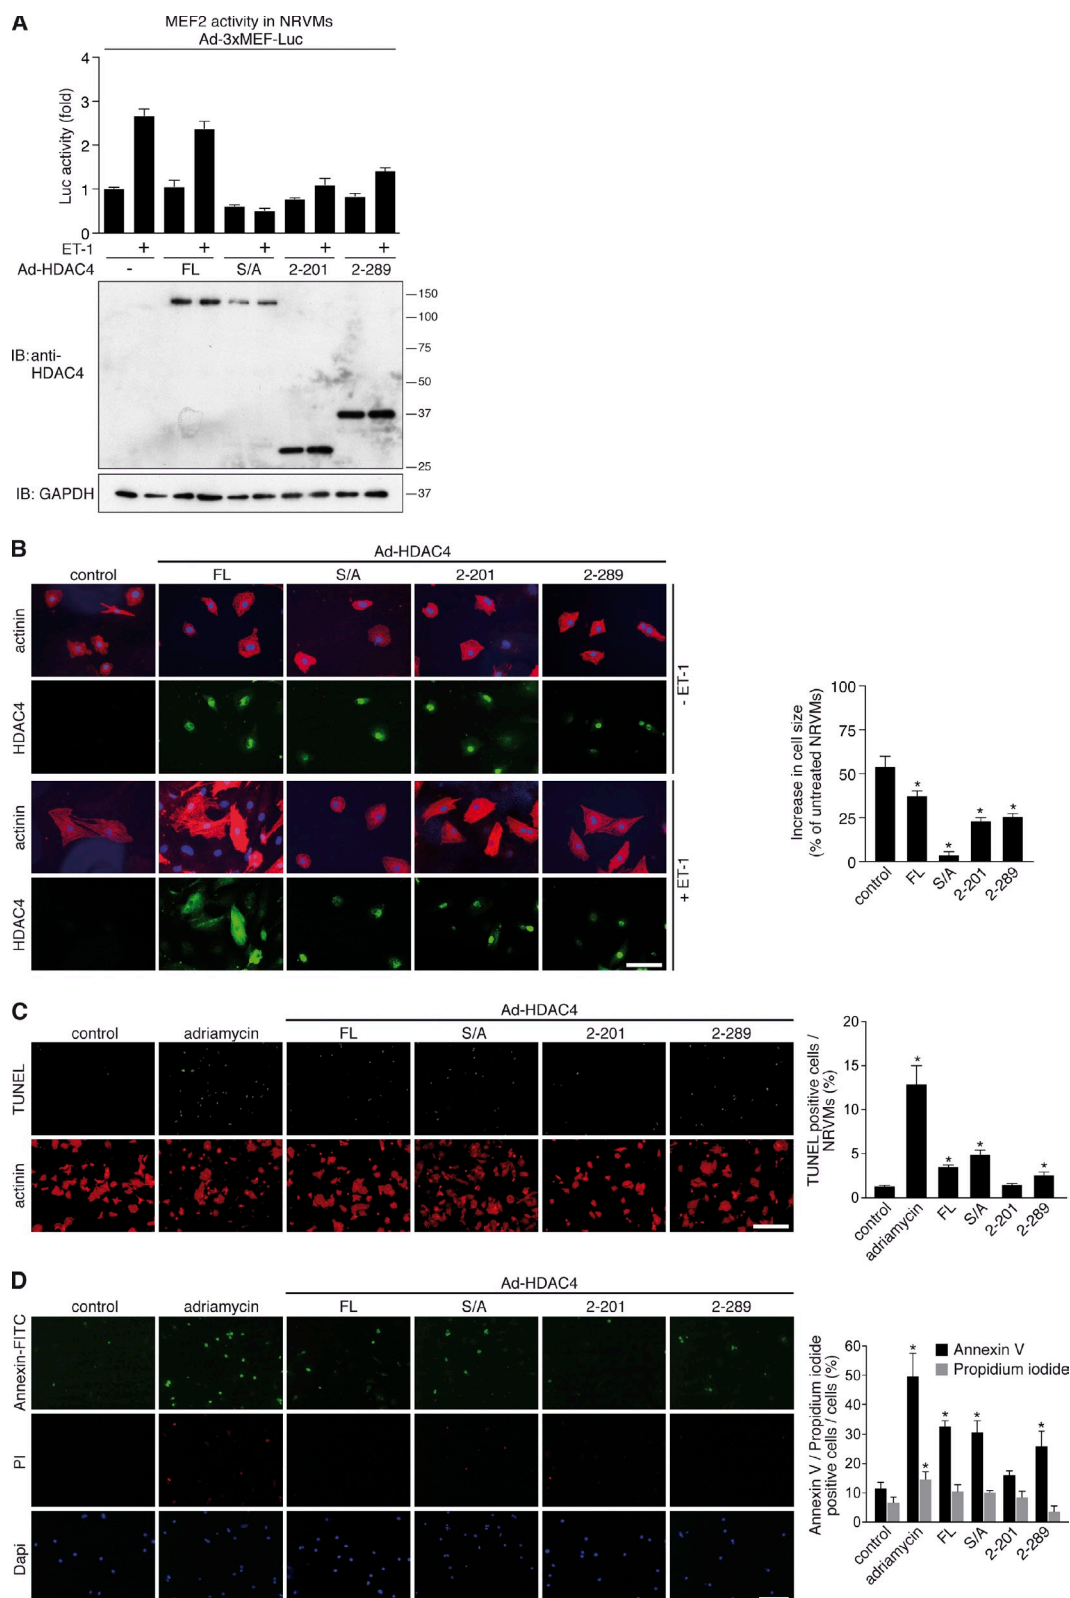 A
MEF2 activity in NRVMs
Ad-3xMEF-Luc
Luc activity (fold)
4
3
2
1
0
ET-1 + + + + +
Ad-HDAC4 - FL S/A 2-201 2-289
IB: anti-
HDAC4
150
100
75
50
37
25
IB: GAPDH
37
B
Ad-HDAC4
control FL S/A 2-201 2-289
actinin
HDAC4
- ET-1
actinin
HDAC4
+ ET-1
Increase in cell size
(% of untreated NRVMs)
100
75
50
25
0
* * * *
control FL S/A 2-201 2-289
C
Ad-HDAC4
control adriamycin FL S/A 2-201 2-289
TUNEL
actinin
TUNEL positive cells /
NRVMs (%)
20
15
10
5
0
* * * *
control adriamycin FL S/A 2-201 2-289
D
Ad-HDAC4
control adriamycin FL S/A 2-201 2-289
Annexin-FITC
PI
Dapi
Annexin V / Propidium iodide
positive cells / cells (%)
60
50
40
30
20
10
0
Annexin V
Propidium iodide
* * * * *
control adriamycin FL S/A 2-201 2-289